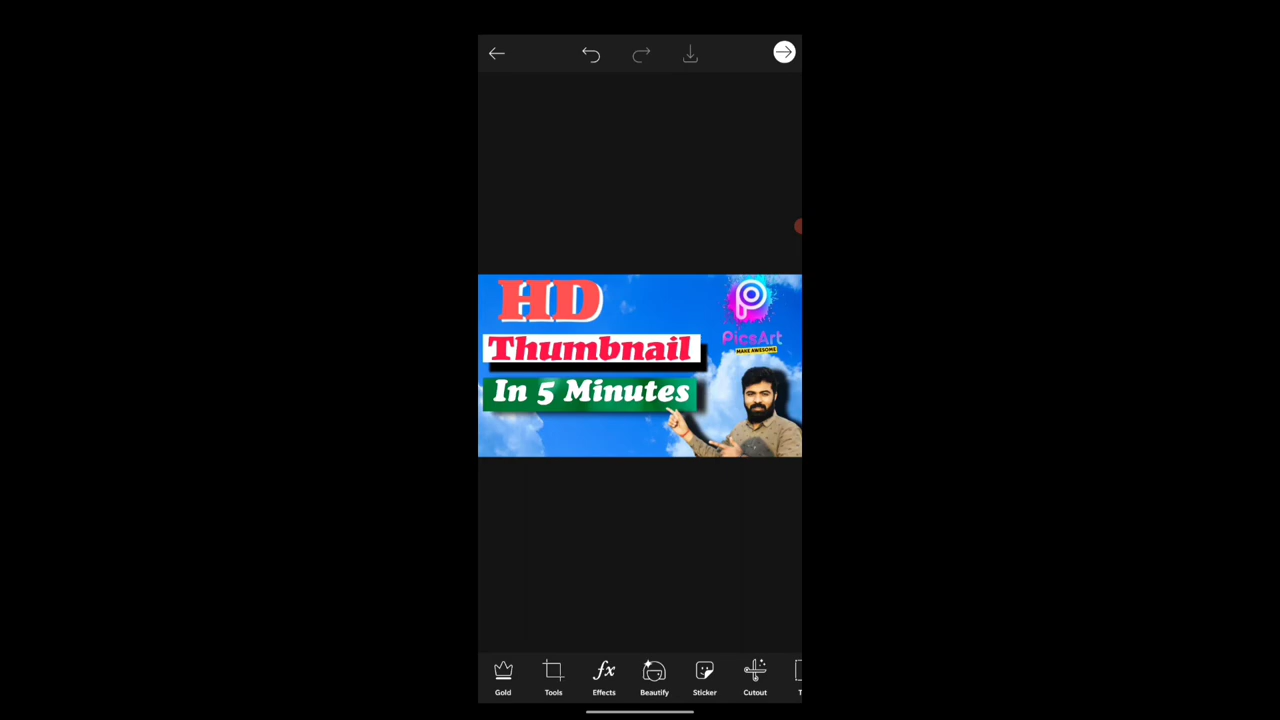 HD
PicsArt
MAKE AWESOME
Thumbnail
In 5 Minutes
Gold
Tools
Effects
Beautify
Sticker
Cutout